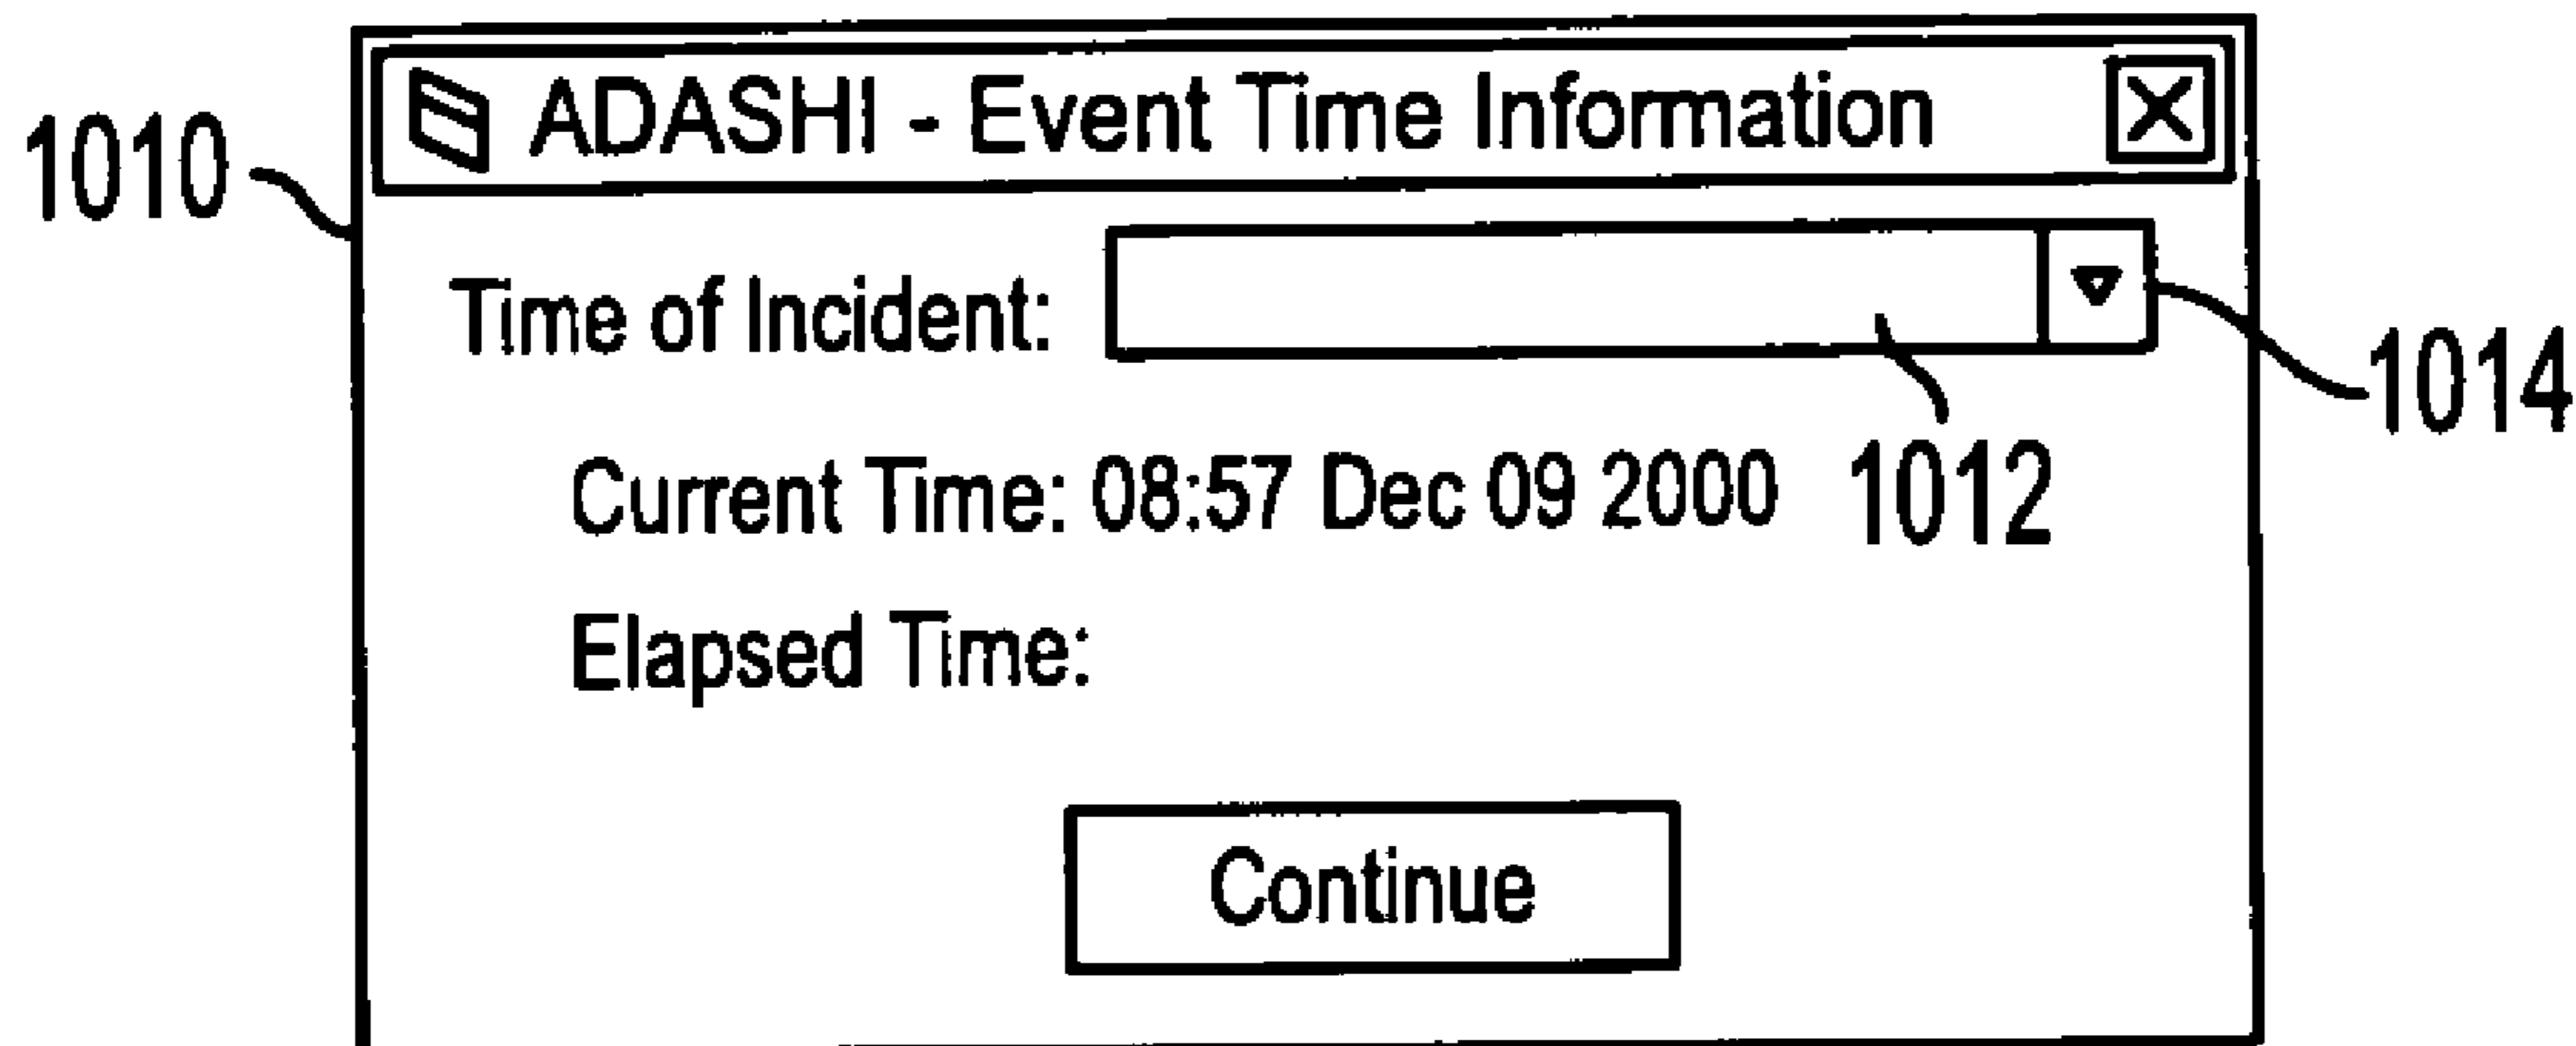 ADASHI - Event Time Information
1010
Time of Incident:
1014
Current Time: 08:57 Dec 09 2000
1012
Elapsed Time:
Continue